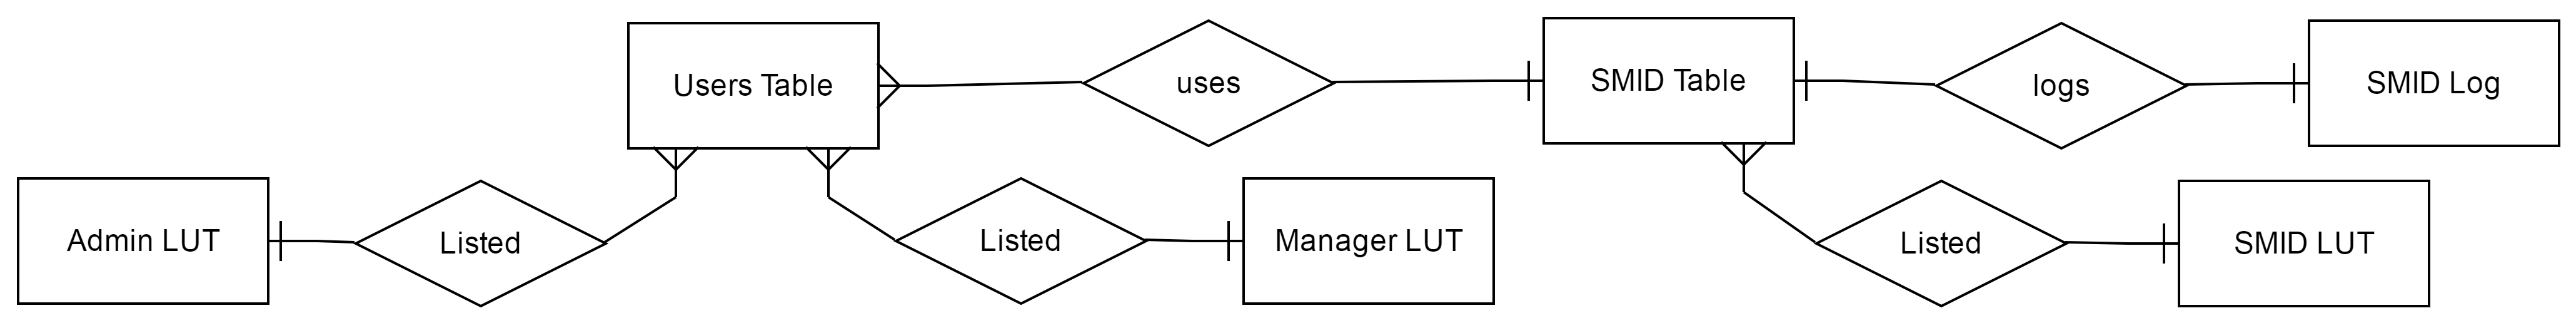 Users Table
uses
SMID Table
logs
SMID Log
Admin LUT
Listed
Listed
Manager LUT
Listed
SMID LUT